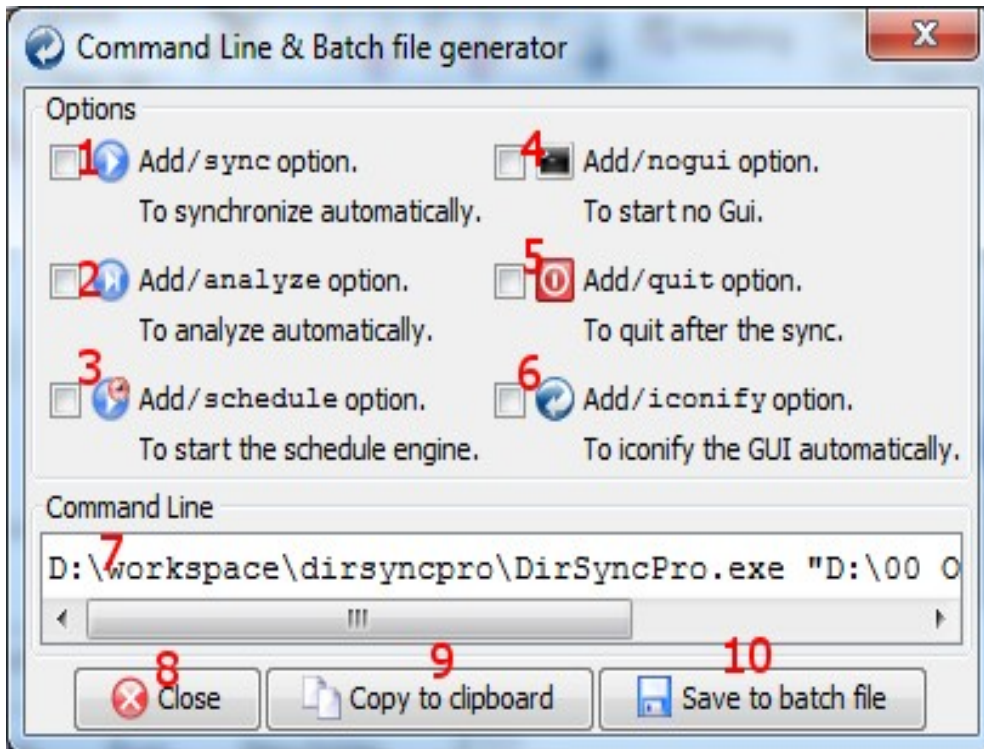 Command Line & Batch file generator
X
Options
1 Add/sync option.
To synchronize automatically.
4 Add/nogui option.
To start no Gui.
2 Add/analyze option.
To analyze automatically.
5 Add/quit option.
To quit after the sync.
3 Add/schedule option.
To start the schedule engine.
6 Add/iconify option.
To iconify the GUI automatically.
Command Line
7
D:\workspace\dirsyncpro\DirSyncPro.exe "D:\00 O
8 Close
9 Copy to clipboard
10 Save to batch file